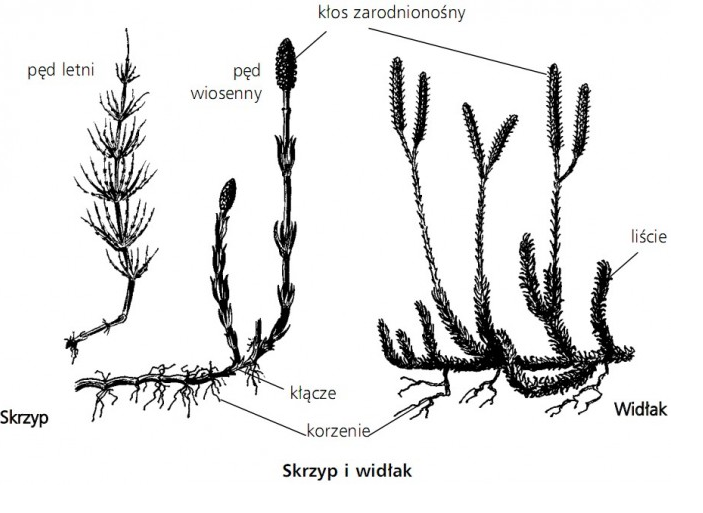 kłos zarodnionośny
pęd letni
pęd
wiosenny
liście
kłącze
korzenie
Skrzyp
Widłak
Skrzyp i widłak